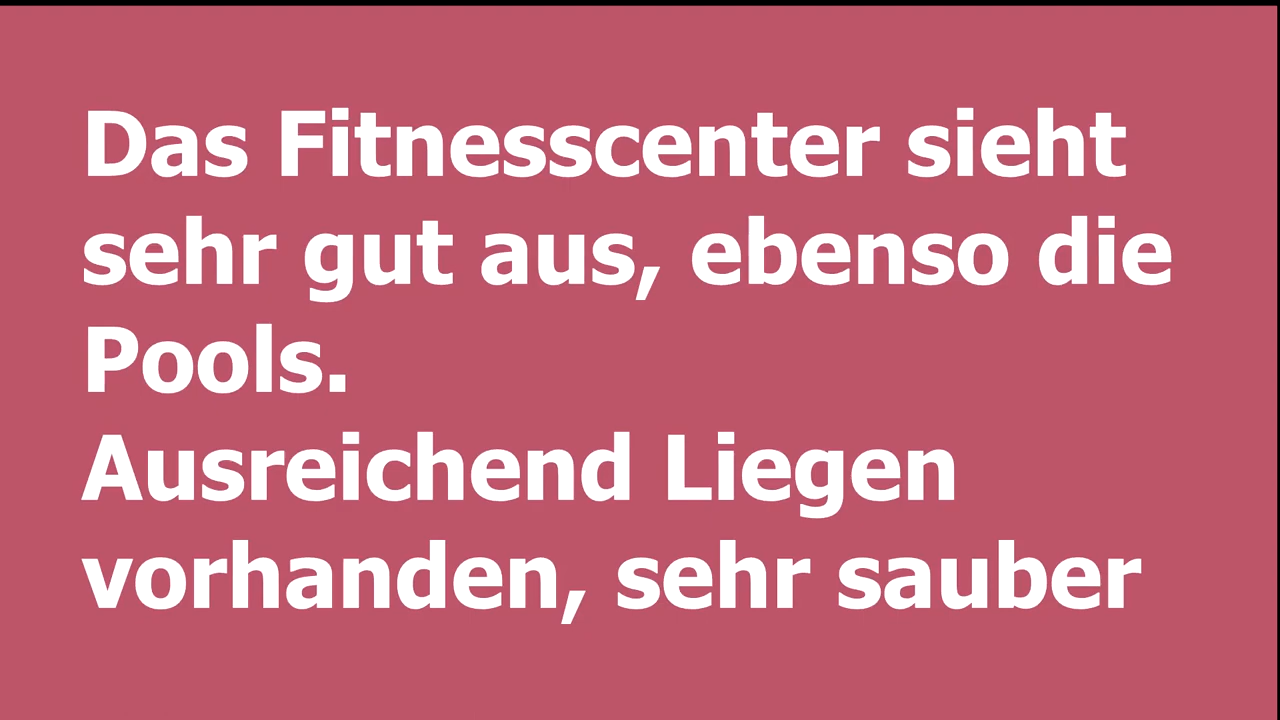 Das Fitnesscenter sieht
sehr gut aus, ebenso die
Pools.
Ausreichend Liegen
vorhanden, sehr sauber